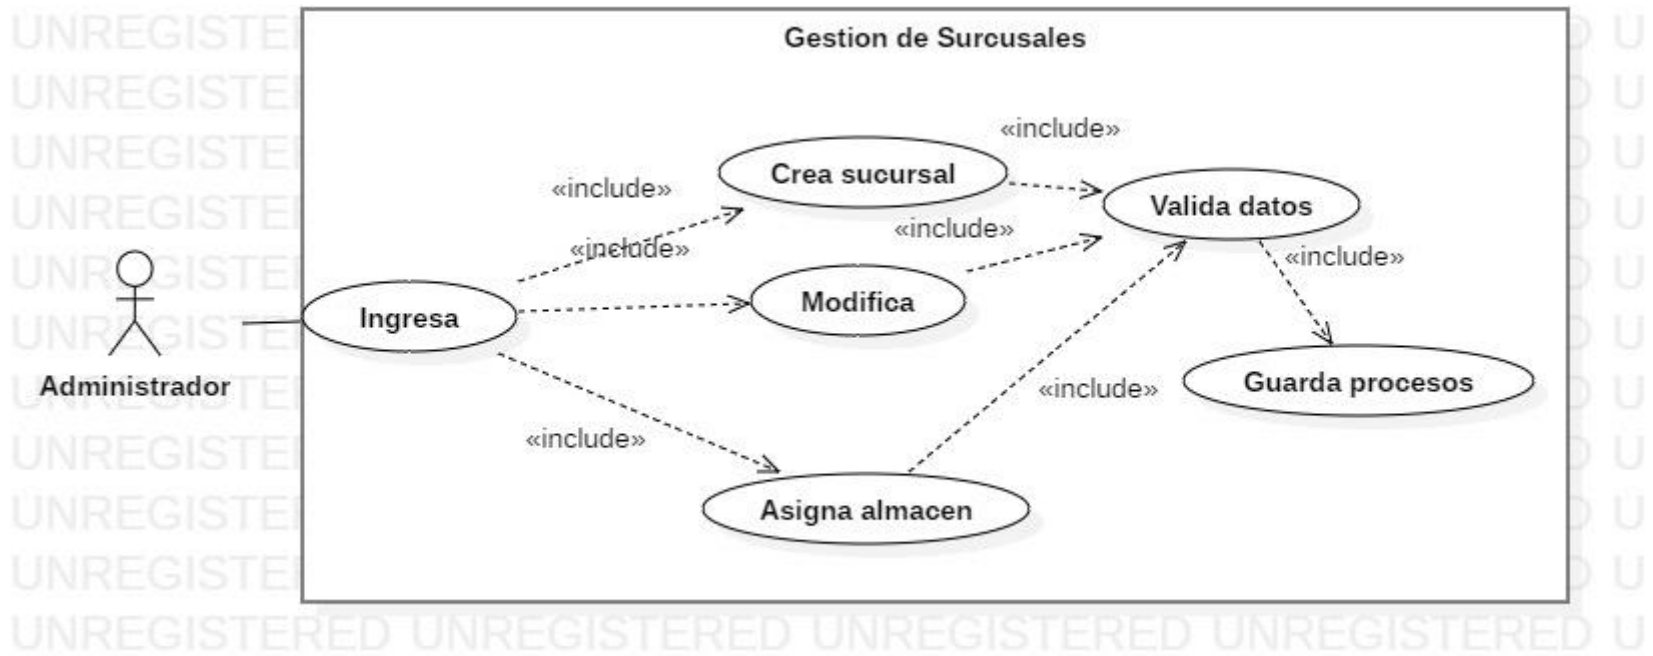 Gestion de Surcusales
«include»
Crea sucursal
«include»
Valida datos
«include»
«include»
«include»
Ingresa
Modifica
Administrador
«include»
Guarda procesos
«include»
Asigna almacen
UNREGISTERED UNREGISTERED UNREGISTERED UNREGISTERED U